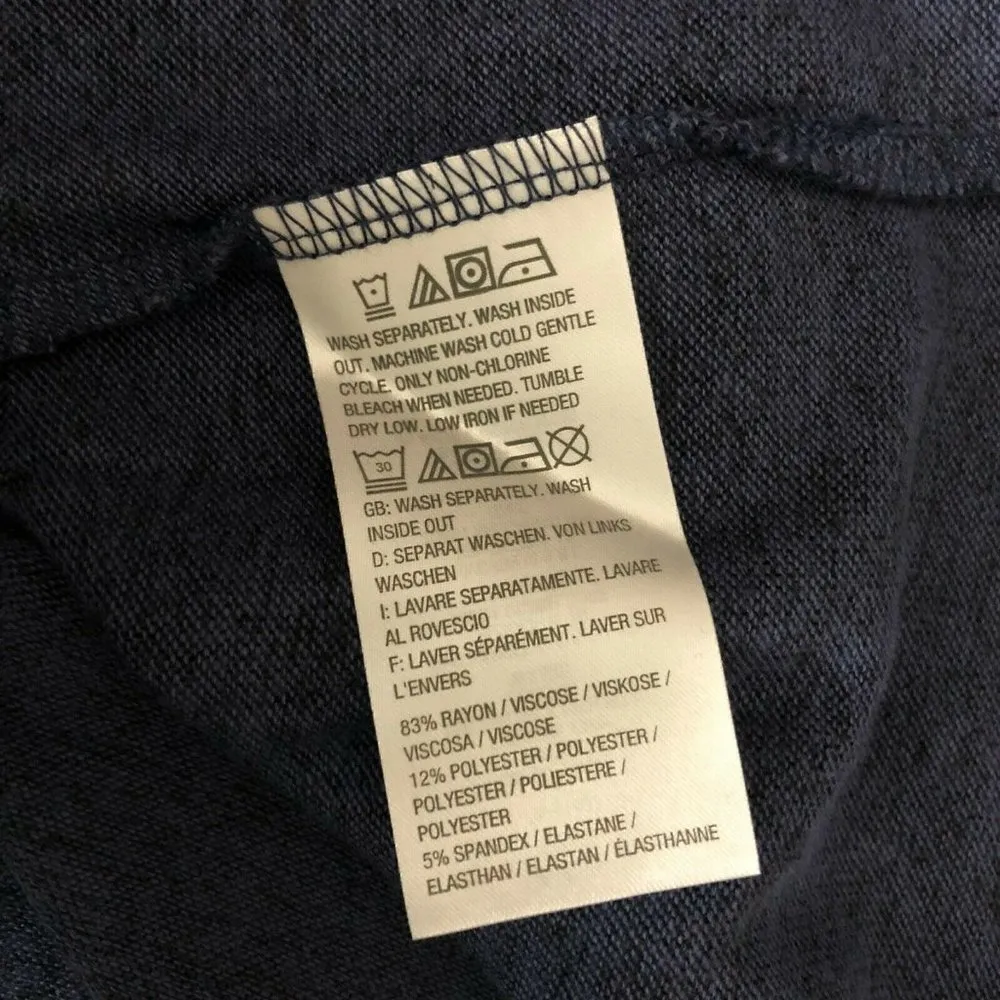 WASH SEPARATELY. WASH INSIDE
OUT. MACHINE WASH COLD GENTLE
CYCLE. ONLY NON-CHLORINE
BLEACH WHEN NEEDED. TUMBLE
DRY LOW. LOW IRON IF NEEDED
30
GB: WASH SEPARATELY. WASH
INSIDE OUT
D: SEPARAT WASCHEN. VON LINKS
WASCHEN
I: LAVARE SEPARATAMENTE. LAVARE
AL ROVESCIO
F: LAVER SÉPARÉMENT. LAVER SUR
L'ENVERS
83% RAYON / VISCOSE / VISKOSE /
VISCOSA / VISCOSE
12% POLYESTER / POLYESTER /
POLYESTER / POLIESTERE /
POLYESTER
5% SPANDEX / ELASTANE /
ELASTHAN / ELASTAN / ÉLASTHANNE